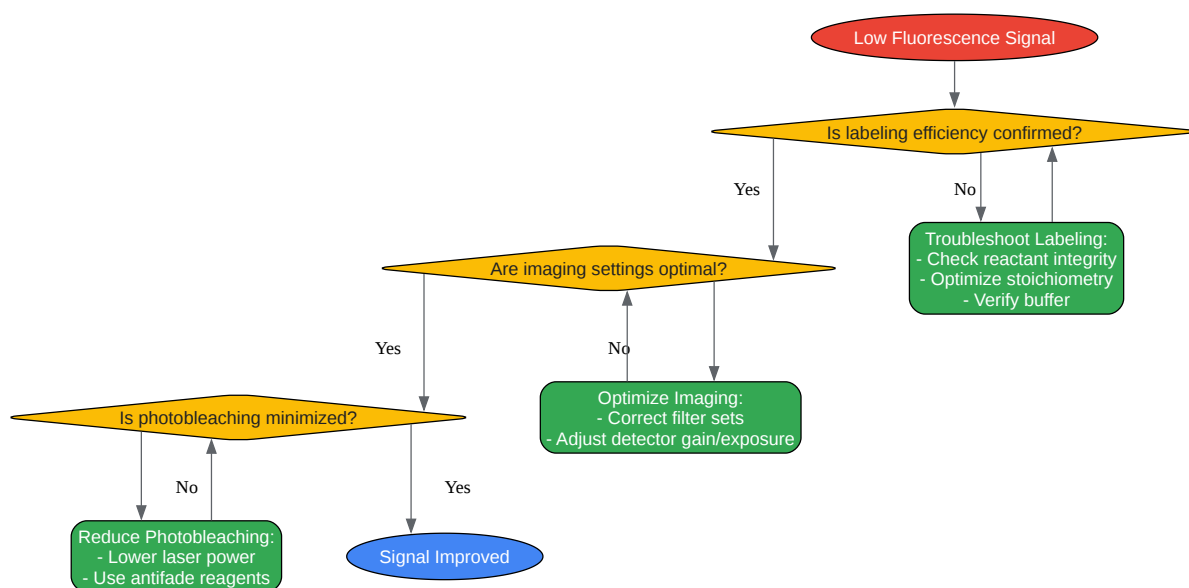 Low Fluorescence Signal
Is labeling efficiency confirmed?
Yes
No
Troubleshoot Labeling:
- Check reactant integrity
- Optimize stoichiometry
- Verify buffer
Are imaging settings optimal?
Yes
No
Optimize Imaging:
- Correct filter sets
- Adjust detector gain/exposure
Is photobleaching minimized?
No
Yes
Reduce Photobleaching:
- Lower laser power
- Use antifade reagents
Signal Improved